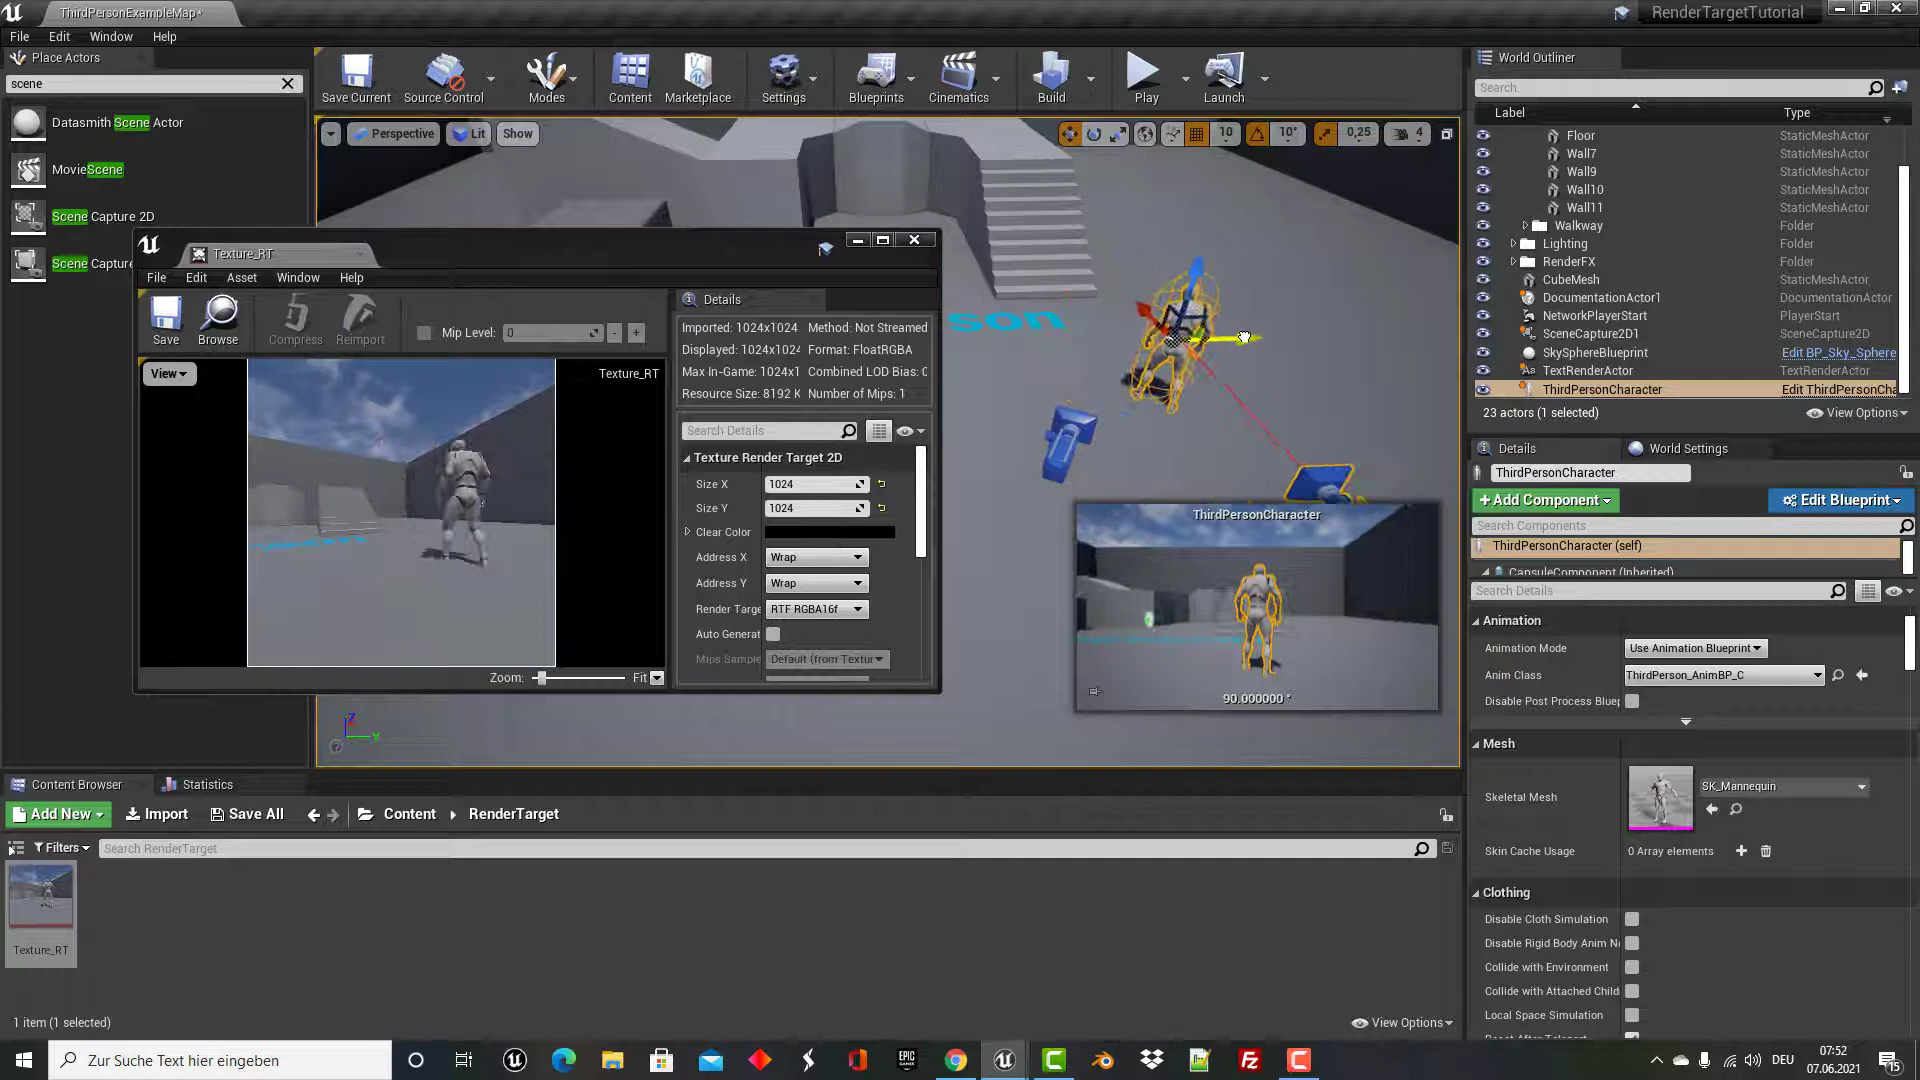 ThirdPersonExampleMap*
RenderTargetTutorial
File Edit Window Help
Place Actors
scene
Datasmith Scene Actor
MovieScene
Scene Capture 2D
Scene Capture
Save Current
Source Control
Modes
Content
Marketplace
Settings
Blueprints
Cinematics
Build
Play
Launch
Perspective
Lit
Show
10
10°
0,25
4
son
Texture_RT
File Edit Asset Window Help
Save
Browse
Compress
Reimport
Mip Level: 0
- +
View
Texture_RT
Zoom:
Fit
Details
Imported: 1024x1024 Method: Not Streamed
Displayed: 1024x1024 Format: FloatRGBA
Max In-Game: 1024x1 Combined LOD Bias: 0
Resource Size: 8192 K Number of Mips: 1
Search Details
Texture Render Target 2D
Size X 1024
Size Y 1024
Clear Color
Address X Wrap
Address Y Wrap
Render Targe RTF RGBA16f
Auto Generat
Mips Sample Default (from Textur
ThirdPersonCharacter
90.000000 °
Z
Y
World Outliner
Search.
Label Type
Floor StaticMeshActor
Wall7 StaticMeshActor
Wall9 StaticMeshActor
Wall10 StaticMeshActor
Wall11 StaticMeshActor
Walkway Folder
Lighting Folder
RenderFX Folder
CubeMesh StaticMeshActor
DocumentationActor1 DocumentationActor
NetworkPlayerStart PlayerStart
SceneCapture2D1 SceneCapture2D
SkySphereBlueprint Edit BP_Sky_Sphere
TextRenderActor TextRenderActor
ThirdPersonCharacter Edit ThirdPersonCha
23 actors (1 selected)
View Options
Details
World Settings
ThirdPersonCharacter
+ Add Component
Edit Blueprint
Search Components
ThirdPersonCharacter (self)
CapsuleComponent (Inherited)
Search Details
Animation
Animation Mode Use Animation Blueprint
Anim Class ThirdPerson_AnimBP_C
Disable Post Process Bluep
Mesh
Skeletal Mesh
SK_Mannequin
Skin Cache Usage 0 Array elements
Clothing
Disable Cloth Simulation
Disable Rigid Body Anim N
Collide with Environment
Collide with Attached Child
Local Space Simulation
Reset After Teleport
Content Browser
Statistics
Add New
Import
Save All
Content
RenderTarget
Filters
Search RenderTarget
Texture_RT
1 item (1 selected)
View Options
Zur Suche Text hier eingeben
EPIC
GAMES
DEU
07:52
07.06.2021
15